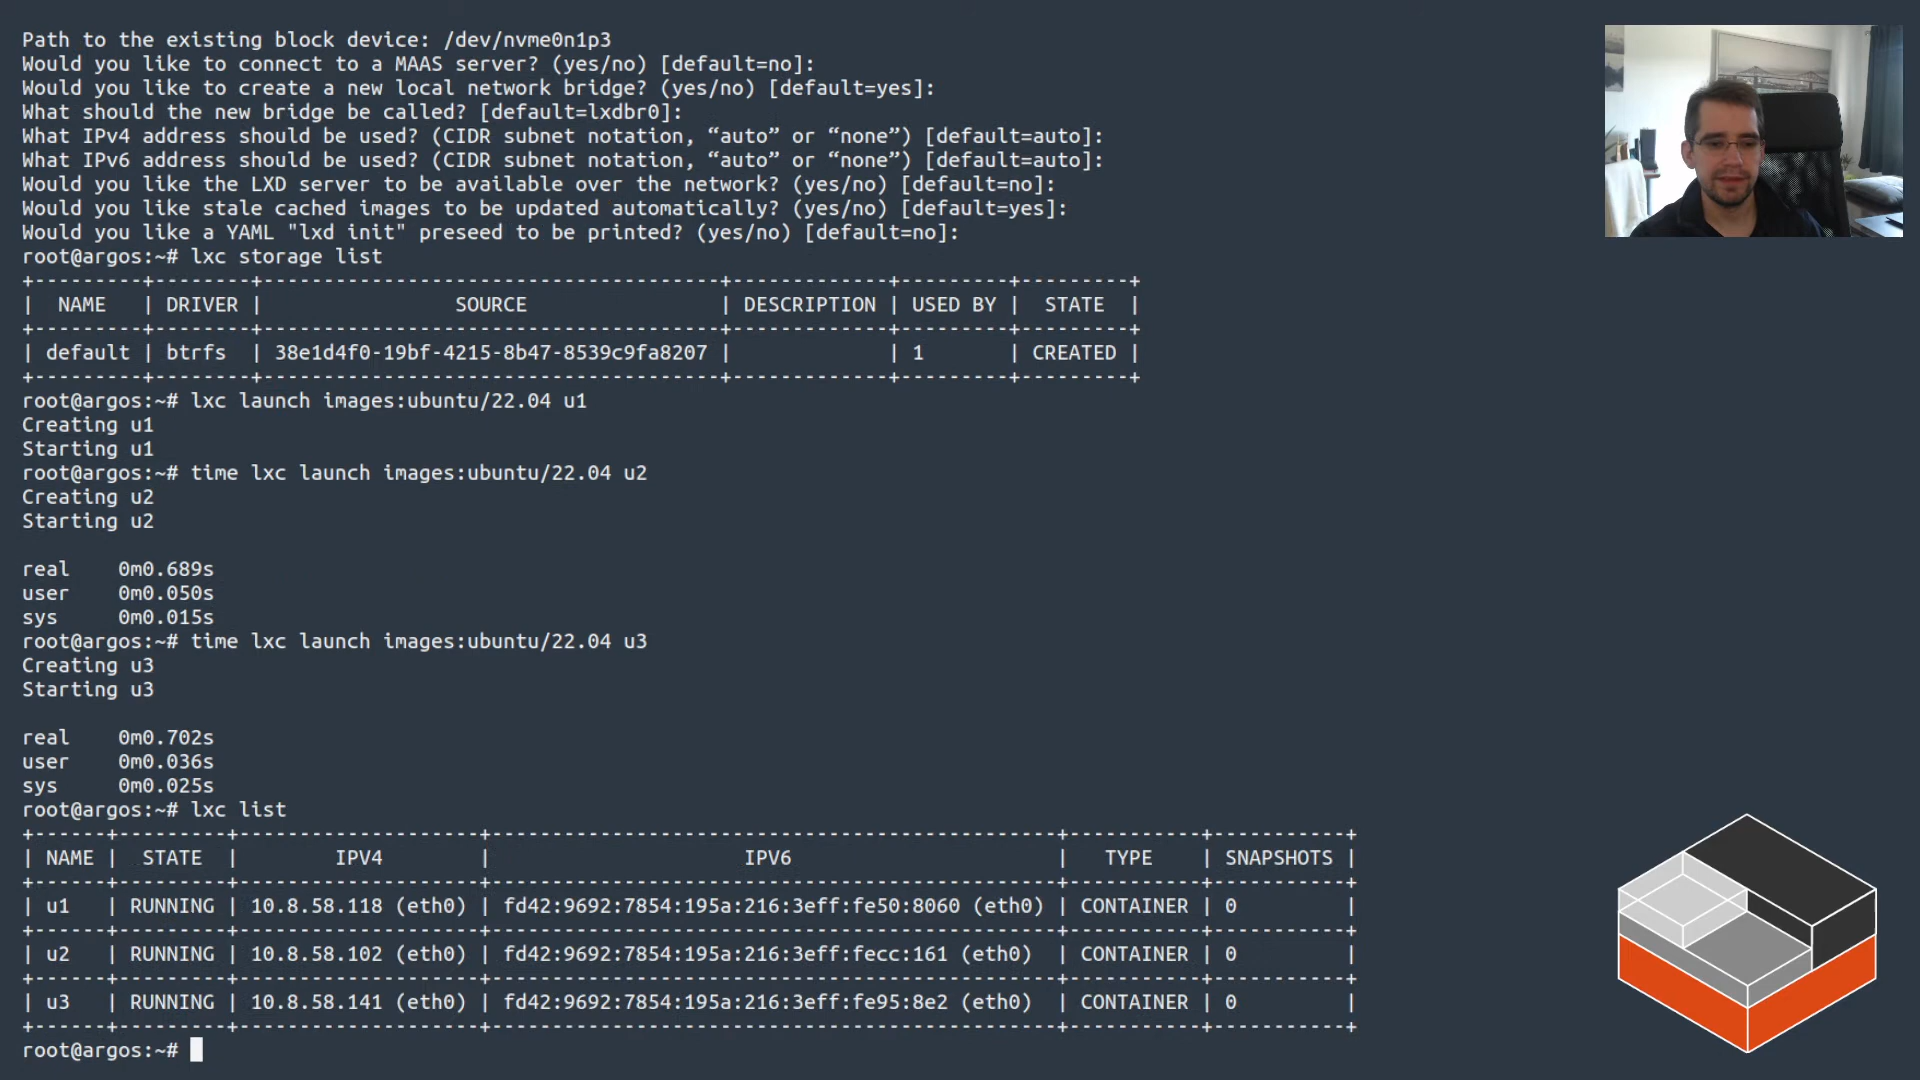 Path to the existing block device: /dev/nvme0n1p3
Would you like to connect to a MAAS server? (yes/no) [default=no]:
Would you like to create a new local network bridge? (yes/no) [default=yes]:
What should the new bridge be called? [default=lxdbr0]:
What IPv4 address should be used? (CIDR subnet notation, “auto” or “none”) [default=auto]:
What IPv6 address should be used? (CIDR subnet notation, “auto” or “none”) [default=auto]:
Would you like the LXD server to be available over the network? (yes/no) [default=no]:
Would you like stale cached images to be updated automatically? (yes/no) [default=yes]:
Would you like a YAML "lxd init" preseed to be printed? (yes/no) [default=no]:
root@argos:~# lxc storage list
+---------+--------+--------------------------------------+-------------+---------+---------+
|  NAME   | DRIVER |                SOURCE                | DESCRIPTION | USED BY |  STATE  |
+---------+--------+--------------------------------------+-------------+---------+---------+
| default | btrfs  | 38e1d4f0-19bf-4215-8b47-8539c9fa8207 |             | 1       | CREATED |
+---------+--------+--------------------------------------+-------------+---------+---------+
root@argos:~# lxc launch images:ubuntu/22.04 u1
Creating u1
Starting u1
root@argos:~# time lxc launch images:ubuntu/22.04 u2
Creating u2
Starting u2

real    0m0.689s
user    0m0.050s
sys     0m0.015s
root@argos:~# time lxc launch images:ubuntu/22.04 u3
Creating u3
Starting u3

real    0m0.702s
user    0m0.036s
sys     0m0.025s
root@argos:~# lxc list
+------+---------+--------------------+-----------------------------------------------+-----------+-----------+
| NAME |  STATE  |        IPV4        |                     IPV6                      |   TYPE    | SNAPSHOTS |
+------+---------+--------------------+-----------------------------------------------+-----------+-----------+
| u1   | RUNNING | 10.8.58.118 (eth0) | fd42:9692:7854:195a:216:3eff:fe50:8060 (eth0) | CONTAINER | 0         |
+------+---------+--------------------+-----------------------------------------------+-----------+-----------+
| u2   | RUNNING | 10.8.58.102 (eth0) | fd42:9692:7854:195a:216:3eff:fecc:161 (eth0)  | CONTAINER | 0         |
+------+---------+--------------------+-----------------------------------------------+-----------+-----------+
| u3   | RUNNING | 10.8.58.141 (eth0) | fd42:9692:7854:195a:216:3eff:fe95:8e2 (eth0)  | CONTAINER | 0         |
+------+---------+--------------------+-----------------------------------------------+-----------+-----------+
root@argos:~#